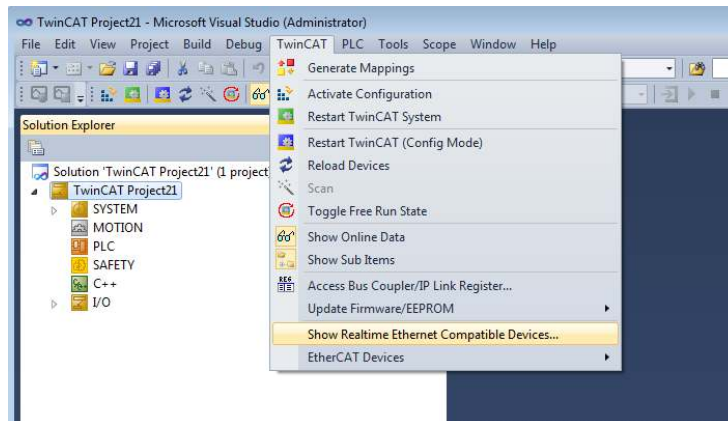 TwinCAT Project21 - Microsoft Visual Studio (Administrator)
File Edit View Project Build Debug TwinCAT PLC Tools Scope Window Help
Generate Mappings
Activate Configuration
Restart TwinCAT System
Solution Explorer
Restart TwinCAT (Config Mode)
Reload Devices
Solution 'TwinCAT Project21' (1 project
Scan
TwinCAT Project21
Toggle Free Run State
SYSTEM
MOTION
Show Online Data
PLC
Show Sub Items
SAFETY
C++
REG
Access Bus Coupler/IP Link Register...
I/O
Update Firmware/EEPROM
Show Realtime Ethernet Compatible Devices...
EtherCAT Devices